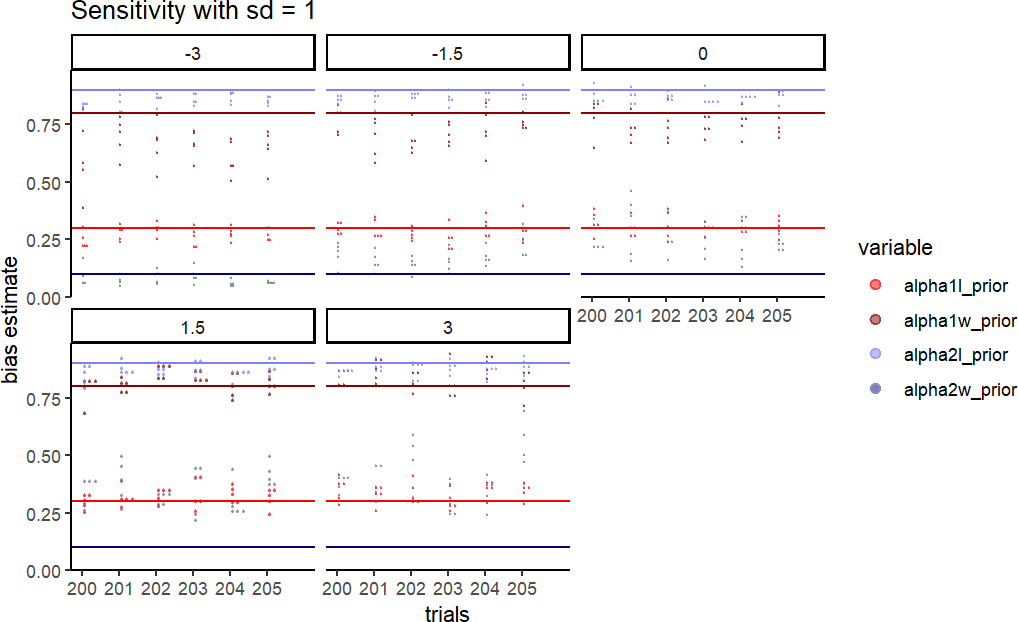 Sensitivity with sd = 1
-3
-1.5
0
0.75
0.50
0.25
0.00
200 201 202 203 204 205
1.5
3
0.75
0.50
0.25
0.00
200 201 202 203 204 205
200 201 202 203 204 205
bias estimate
trials
variable
alpha1l_prior
alpha1w_prior
alpha2l_prior
alpha2w_prior